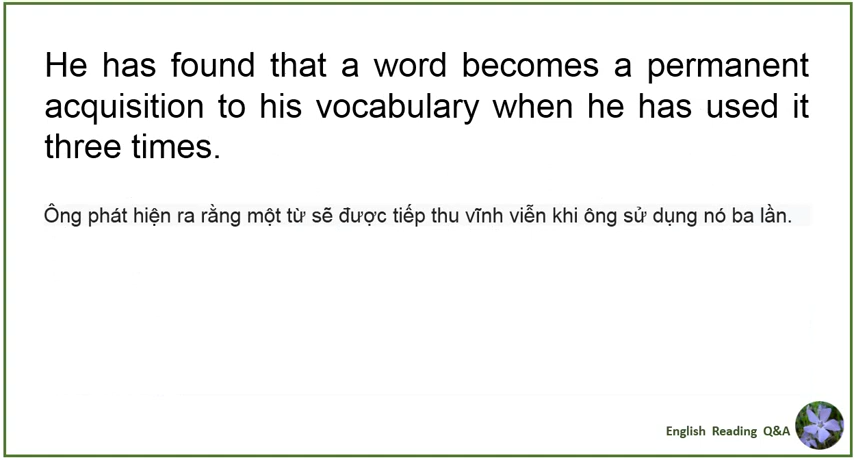 He has found that a word becomes a permanent
acquisition to his vocabulary when he has used it
three times.
Ông phát hiện ra rằng một từ sẽ được tiếp thu vĩnh viễn khi ông sử dụng nó ba lần.
English Reading Q&A